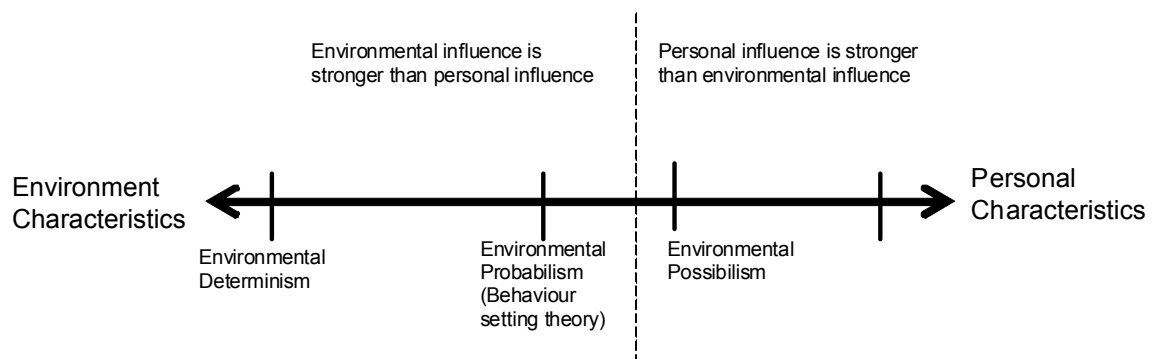 Environmental influence is
stronger than personal influence
Personal influence is stronger
than environmental influence
Environment
Characteristics
Personal
Characteristics
Environmental
Determinism
Environmental
Probabilism
(Behaviour
setting theory)
Environmental
Possibilism